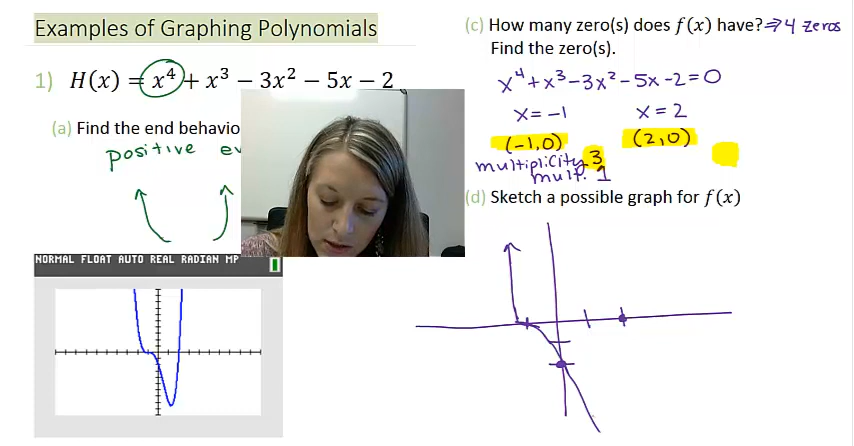 Examples of Graphing Polynomials
1) H(x) = x⁴ + x³ − 3x² − 5x − 2
(a) Find the end behavio
positive ev
NORMAL FLOAT AUTO REAL RADIAN MP
(c) How many zero(s) does f(x) have? ⇒ 4 zeros
Find the zero(s).
x⁴+x³−3x²−5x−2=0
x = −1 x = 2
(−1,0) (2,0)
multiplicity 3
mult. 1
(d) Sketch a possible graph for f(x)